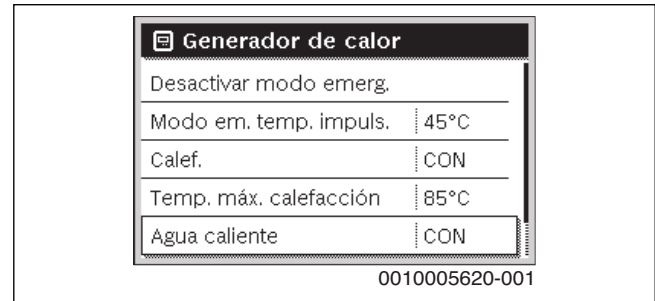 Generador de calor
Desactivar modo emerg.
Modo em. temp. impuls. 45°C
Calef. CON
Temp. máx. calefacción 85°C
Agua caliente CON
0010005620-001